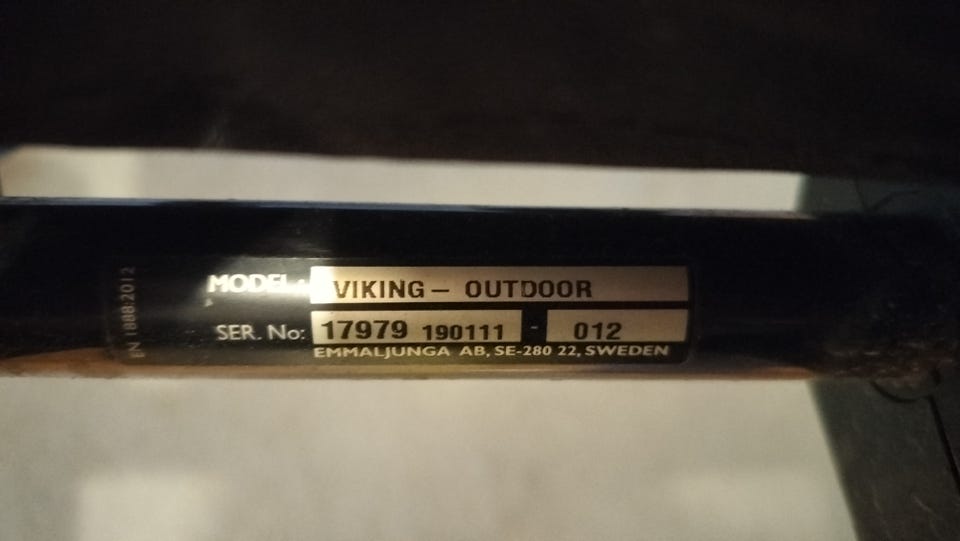 MODEL: VIKING – OUTDOOR
SER. No: 17979 190111 - 012
EMMALJUNGA AB, SE-280 22, SWEDEN
EN 1888:2012